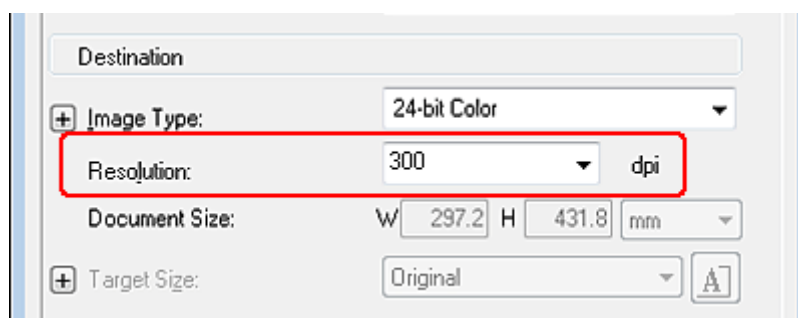 Destination
Image Type: 24-bit Color
Resolution: 300 dpi
Document Size: W 297.2 H 431.8 mm
Target Size: Original A